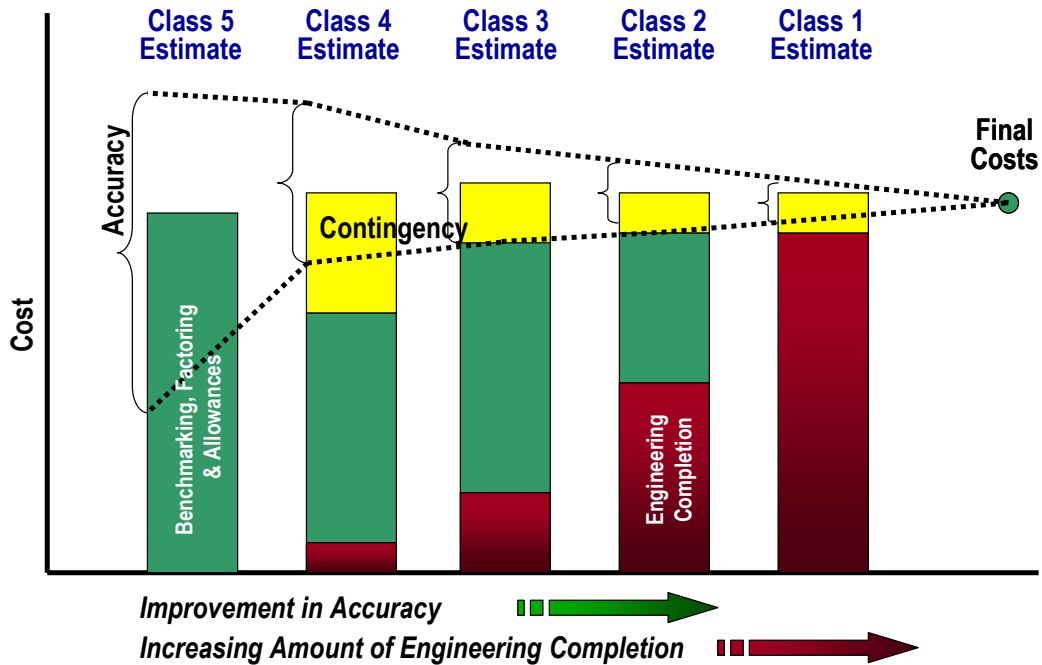 Class 5
Estimate
Class 4
Estimate
Class 3
Estimate
Class 2
Estimate
Class 1
Estimate
Final
Costs
Accuracy
Contingency
Cost
Benchmarking, Factoring
& Allowances
Engineering
Completion
Improvement in Accuracy
Increasing Amount of Engineering Completion